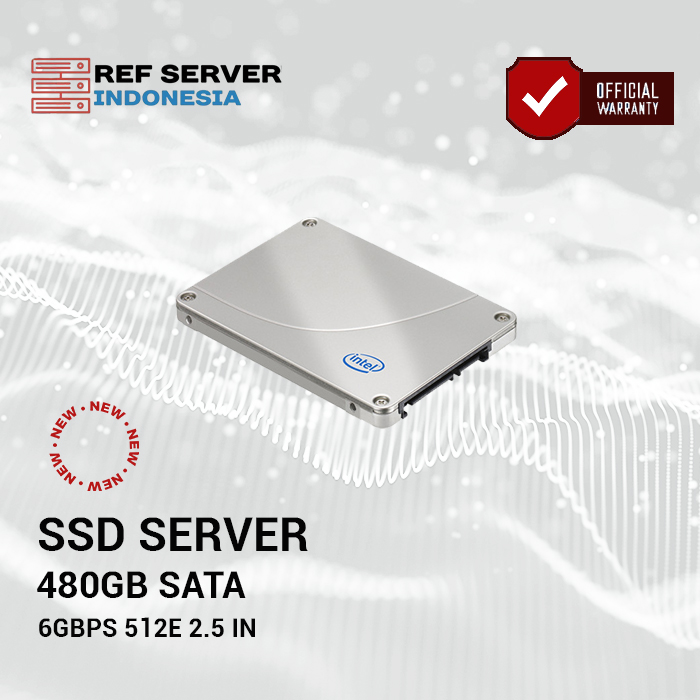 REF SERVER
INDONESIA
OFFICIAL
WARRANTY
intel
NEW • NEW • NEW • NEW • NEW •
SSD SERVER
480GB SATA
6GBPS 512E 2.5 IN